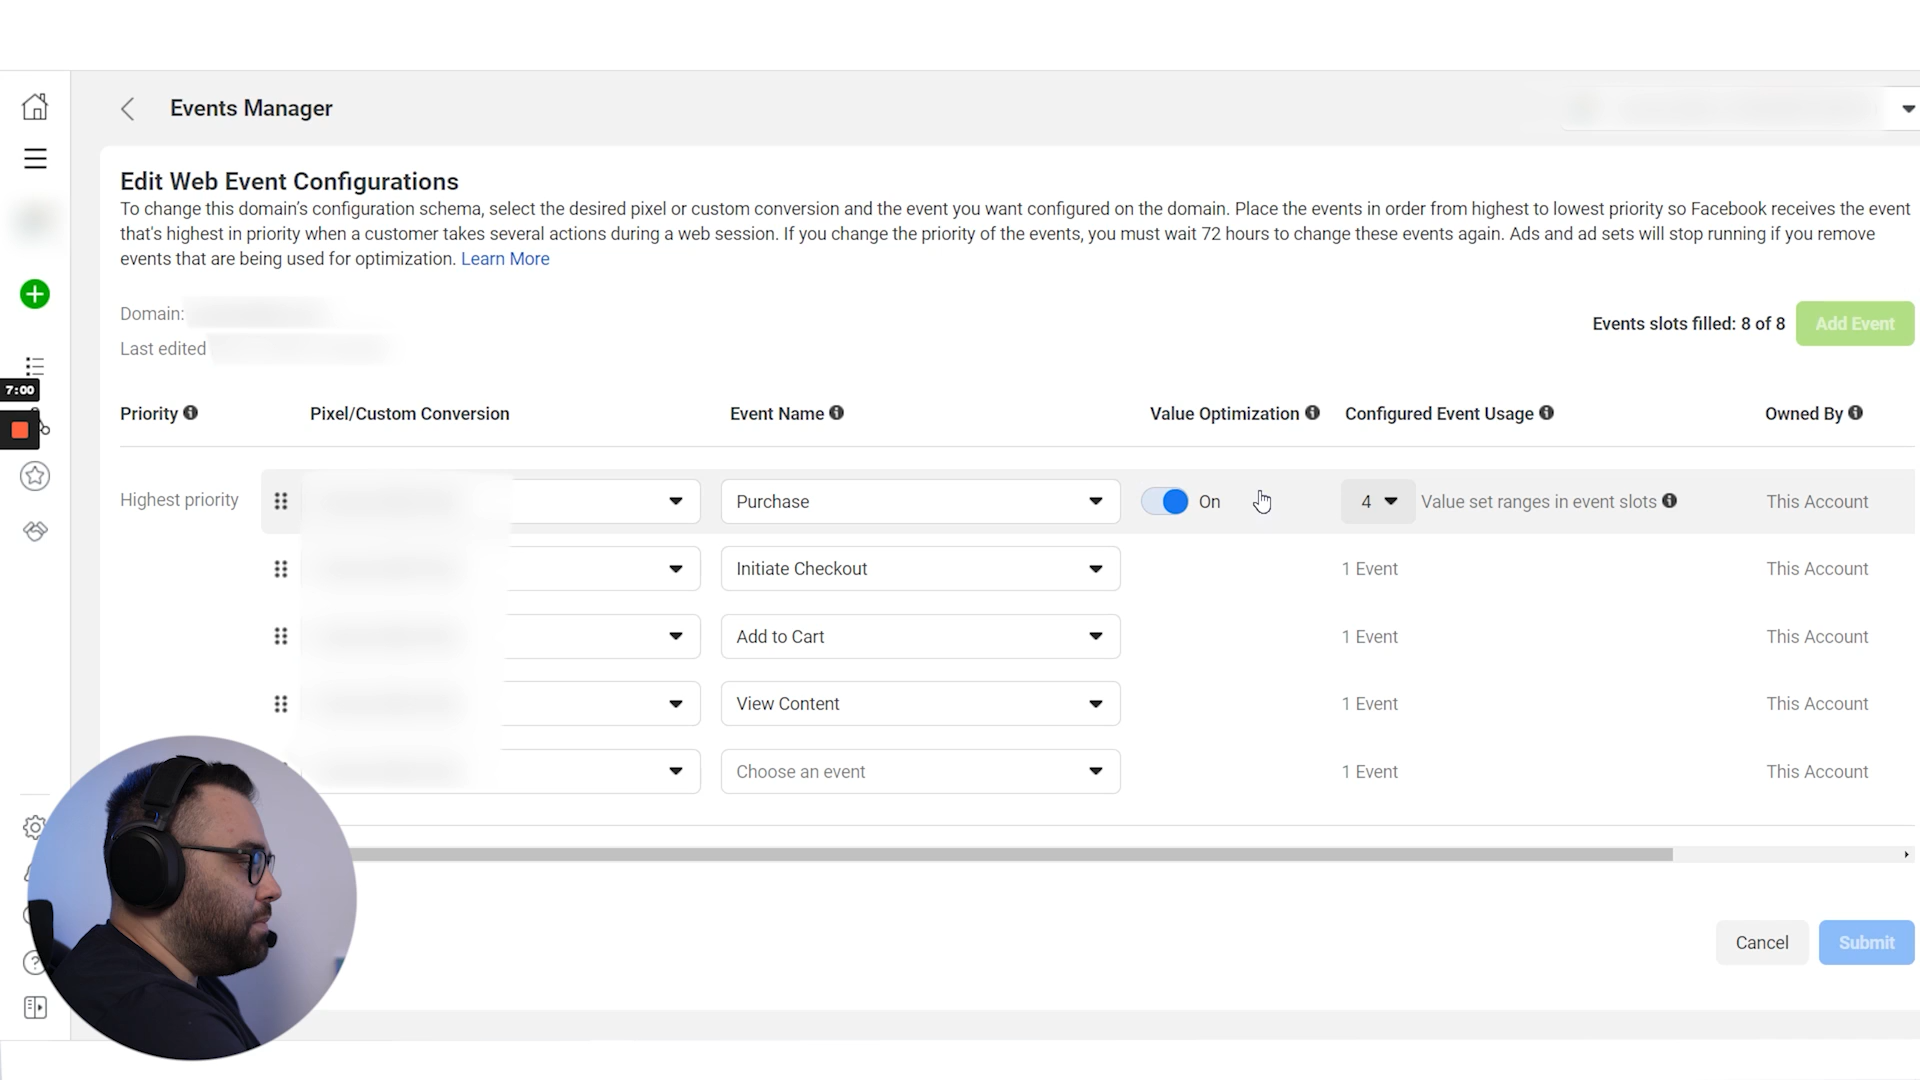 Events Manager
Edit Web Event Configurations
To change this domain’s configuration schema, select the desired pixel or custom conversion and the event you want configured on the domain. Place the events in order from highest to lowest priority so Facebook receives the event
that's highest in priority when a customer takes several actions during a web session. If you change the priority of the events, you must wait 72 hours to change these events again. Ads and ad sets will stop running if you remove
events that are being used for optimization. Learn More
Domain:
Last edited
Events slots filled: 8 of 8
Add Event
7:00
Priority
Pixel/Custom Conversion
Event Name
Value Optimization
Configured Event Usage
Owned By
Highest priority
Purchase
On
4
Value set ranges in event slots
This Account
Initiate Checkout
1 Event
This Account
Add to Cart
1 Event
This Account
View Content
1 Event
This Account
Choose an event
1 Event
This Account
Cancel
Submit